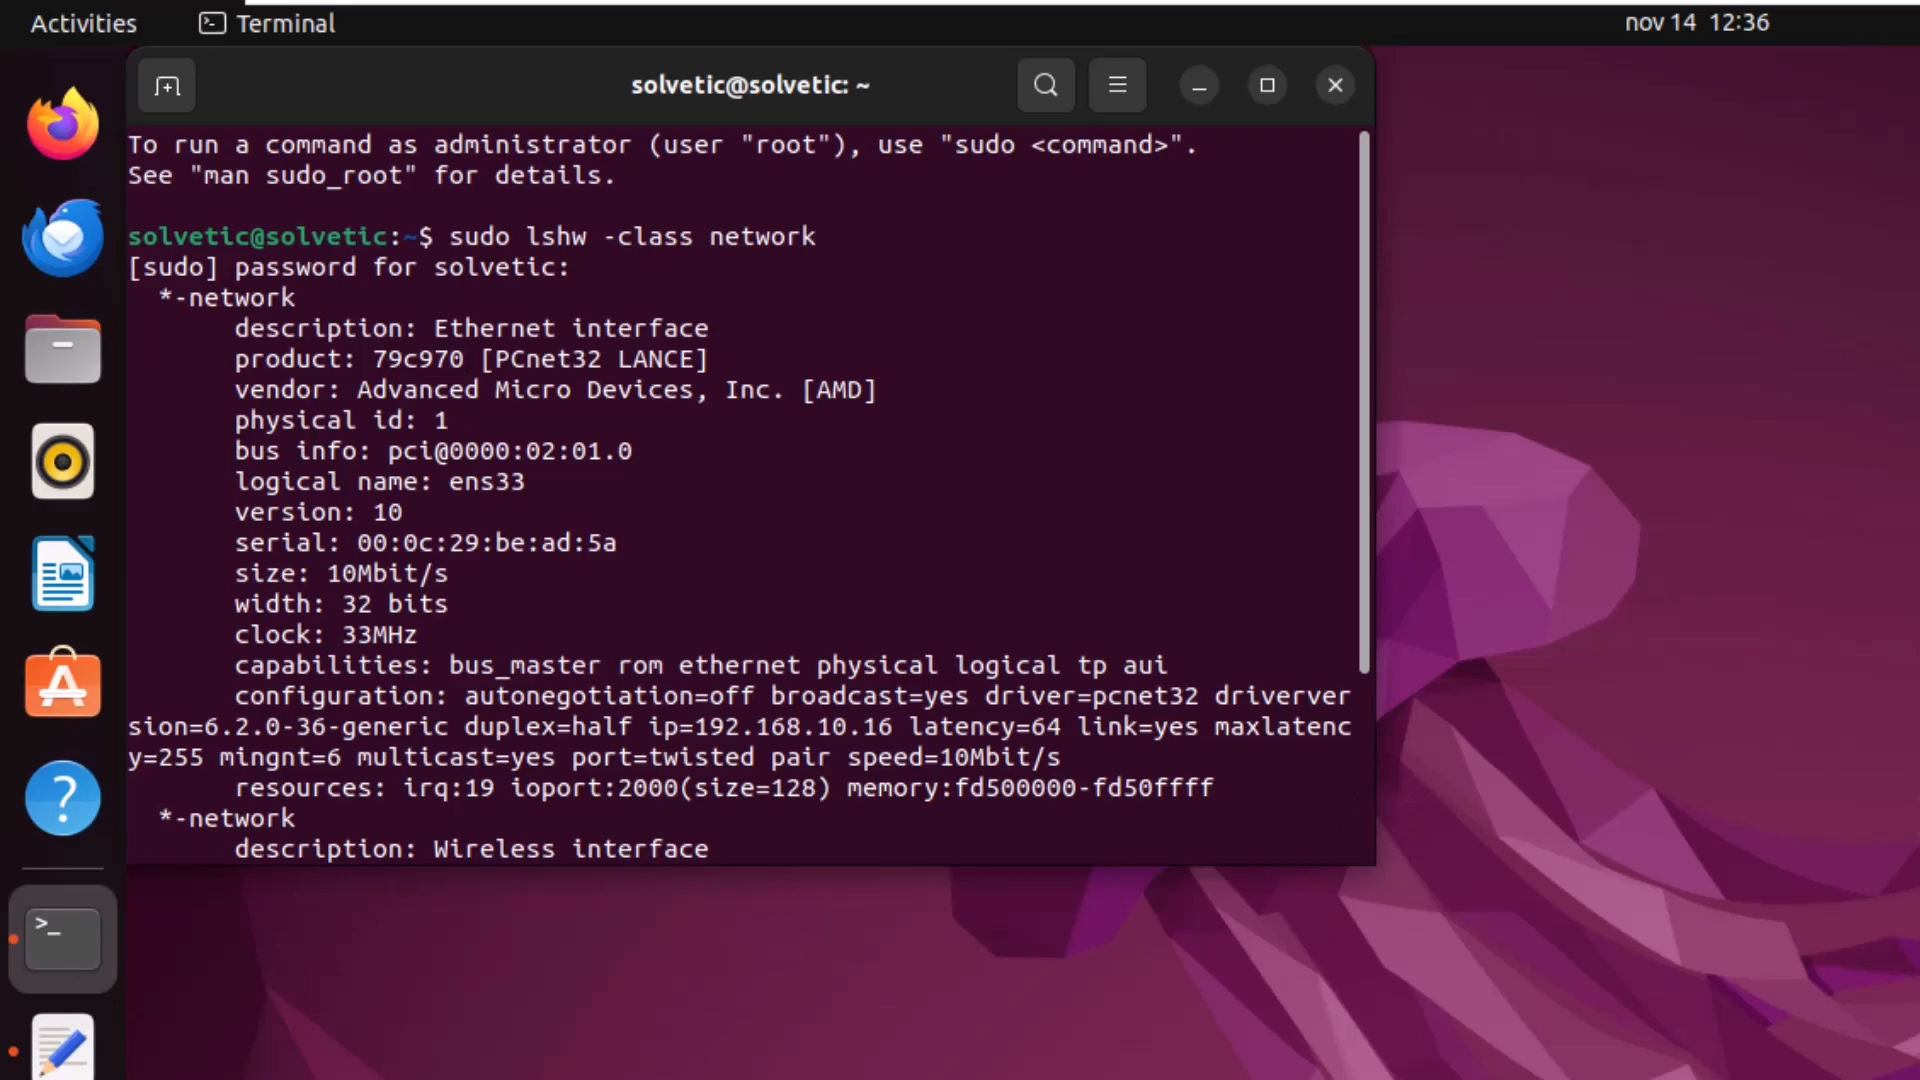 Activities Terminal nov 14 12:36
solvetic@solvetic: ~
To run a command as administrator (user "root"), use "sudo <command>".
See "man sudo_root" for details.
solvetic@solvetic:~$ sudo lshw -class network
[sudo] password for solvetic:
*-network
description: Ethernet interface
product: 79c970 [PCnet32 LANCE]
vendor: Advanced Micro Devices, Inc. [AMD]
physical id: 1
bus info: pci@0000:02:01.0
logical name: ens33
version: 10
serial: 00:0c:29:be:ad:5a
size: 10Mbit/s
width: 32 bits
clock: 33MHz
capabilities: bus_master rom ethernet physical logical tp aui
configuration: autonegotiation=off broadcast=yes driver=pcnet32 driverver
sion=6.2.0-36-generic duplex=half ip=192.168.10.16 latency=64 link=yes maxlatenc
y=255 mingnt=6 multicast=yes port=twisted pair speed=10Mbit/s
resources: irq:19 ioport:2000(size=128) memory:fd500000-fd50ffff
*-network
description: Wireless interface